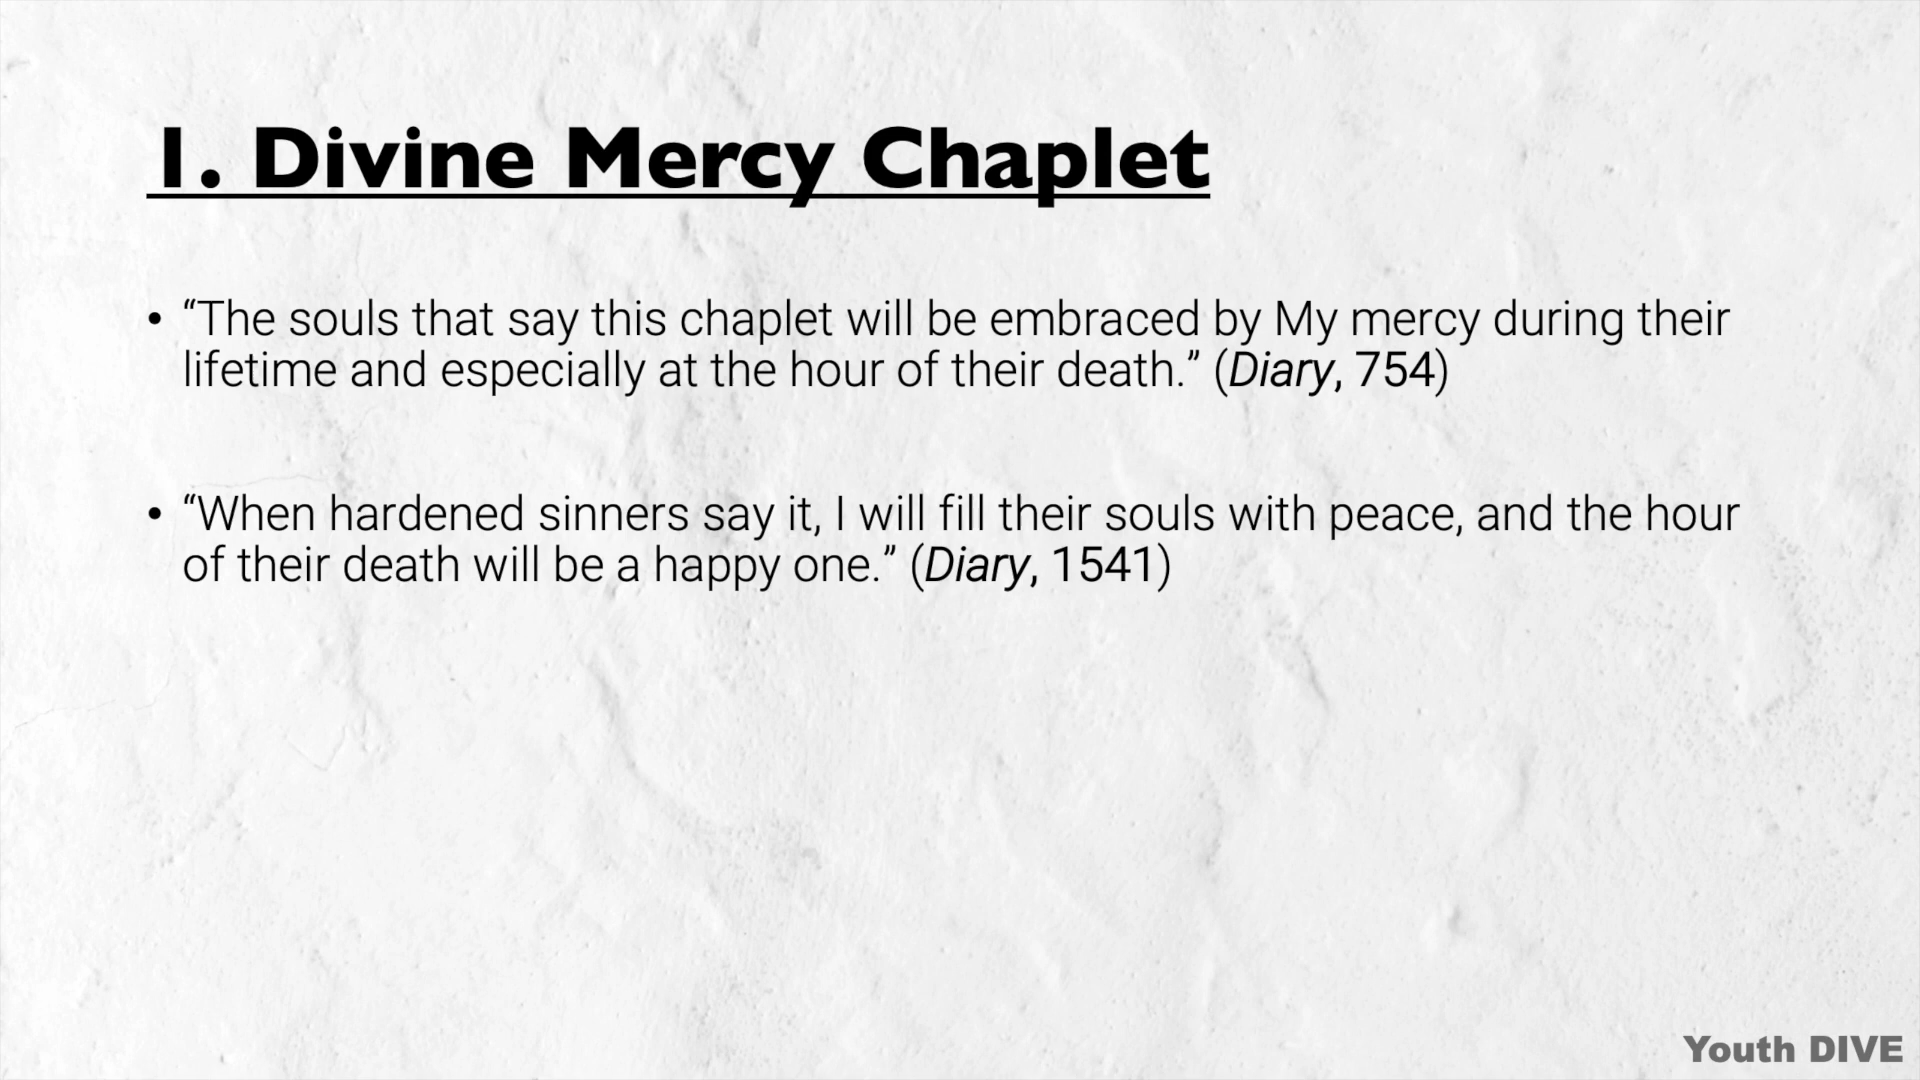 1. Divine Mercy Chaplet
• “The souls that say this chaplet will be embraced by My mercy during their
lifetime and especially at the hour of their death.” (Diary, 754)
• “When hardened sinners say it, I will fill their souls with peace, and the hour
of their death will be a happy one.” (Diary, 1541)
Youth DIVE